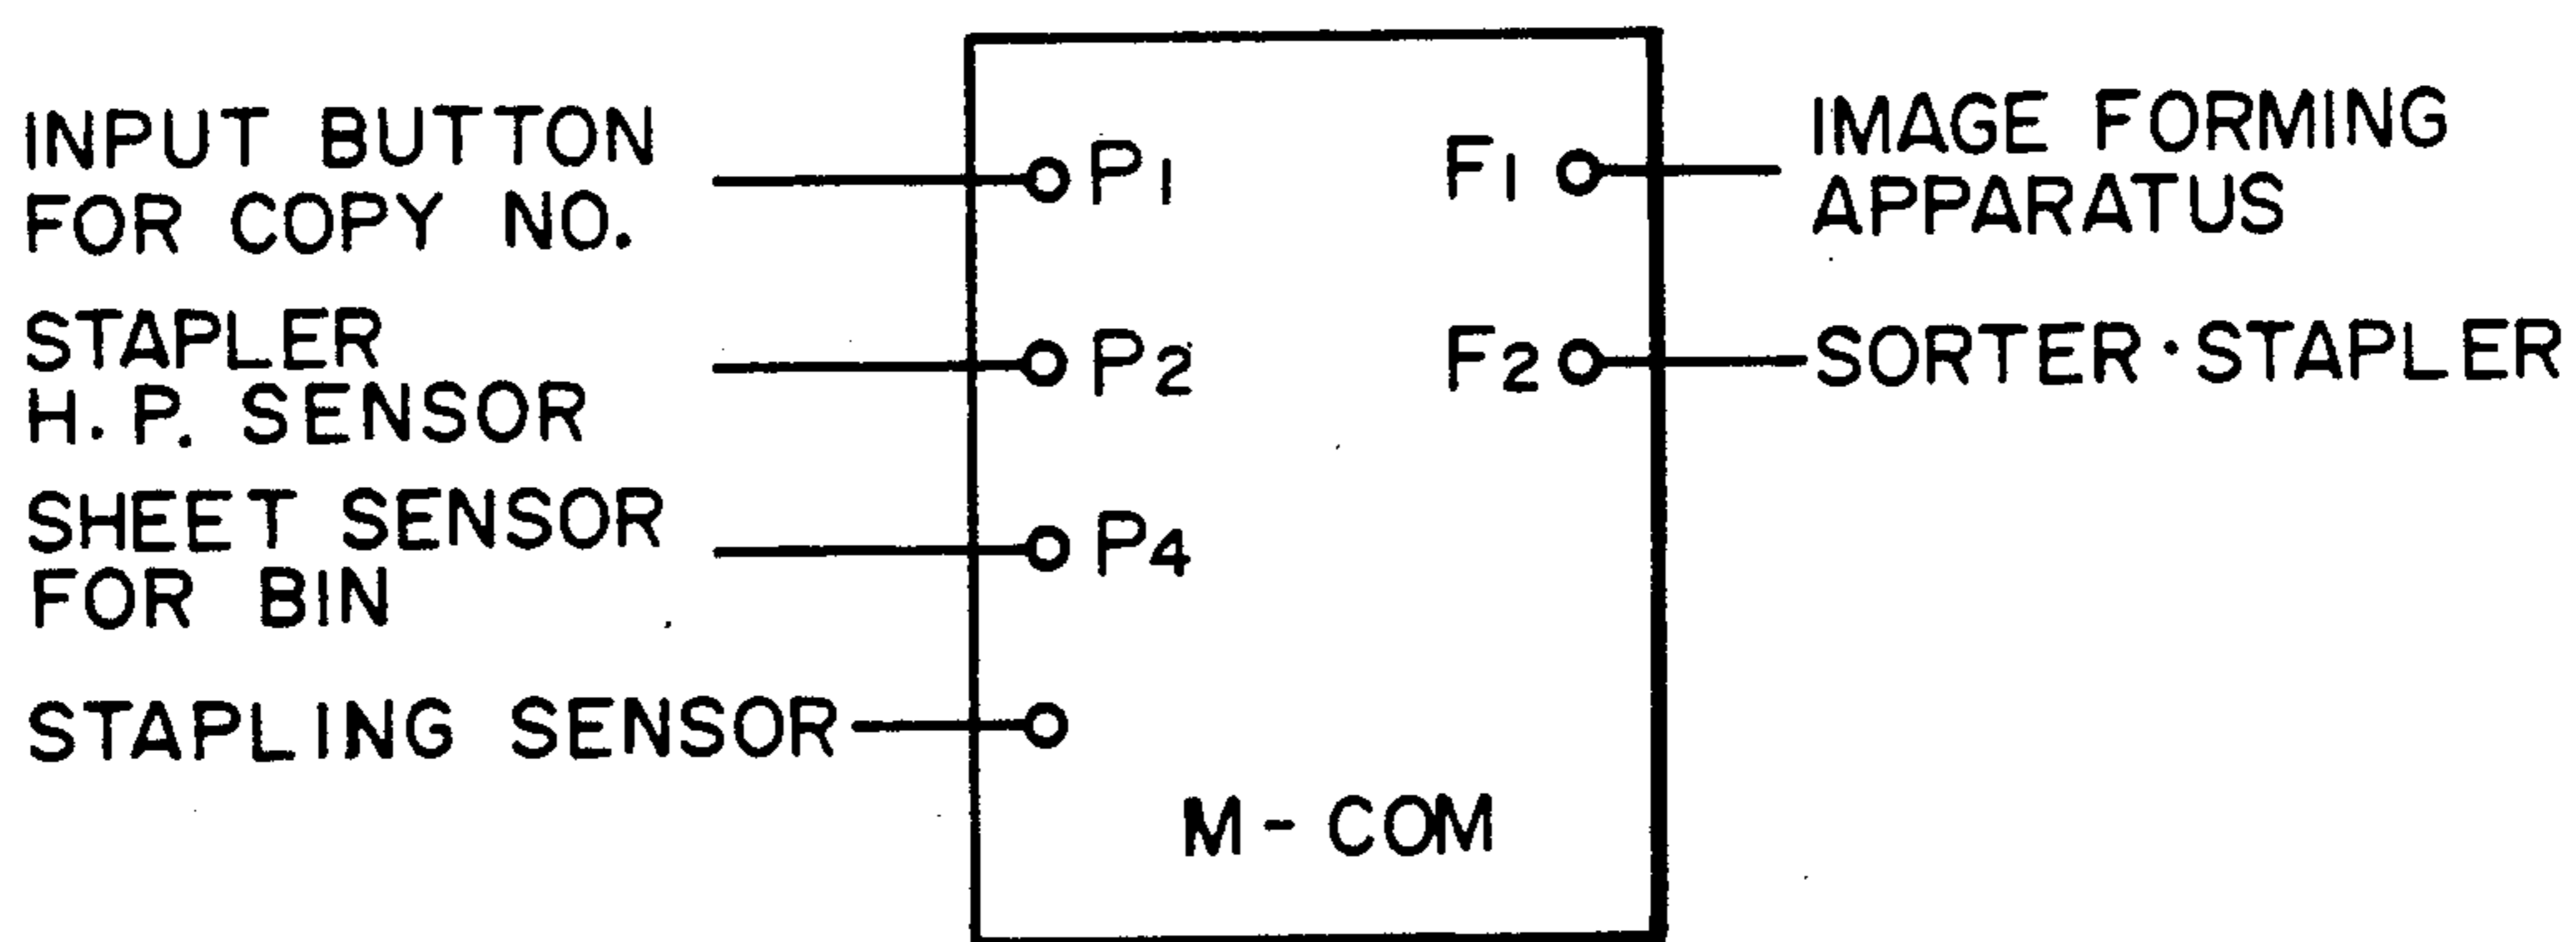 INPUT BUTTON
FOR COPY NO.
P1
F1
IMAGE FORMING
APPARATUS
STAPLER
H.P. SENSOR
P2
F2
SORTER·STAPLER
SHEET SENSOR
FOR BIN
P4
STAPLING SENSOR
M-COM